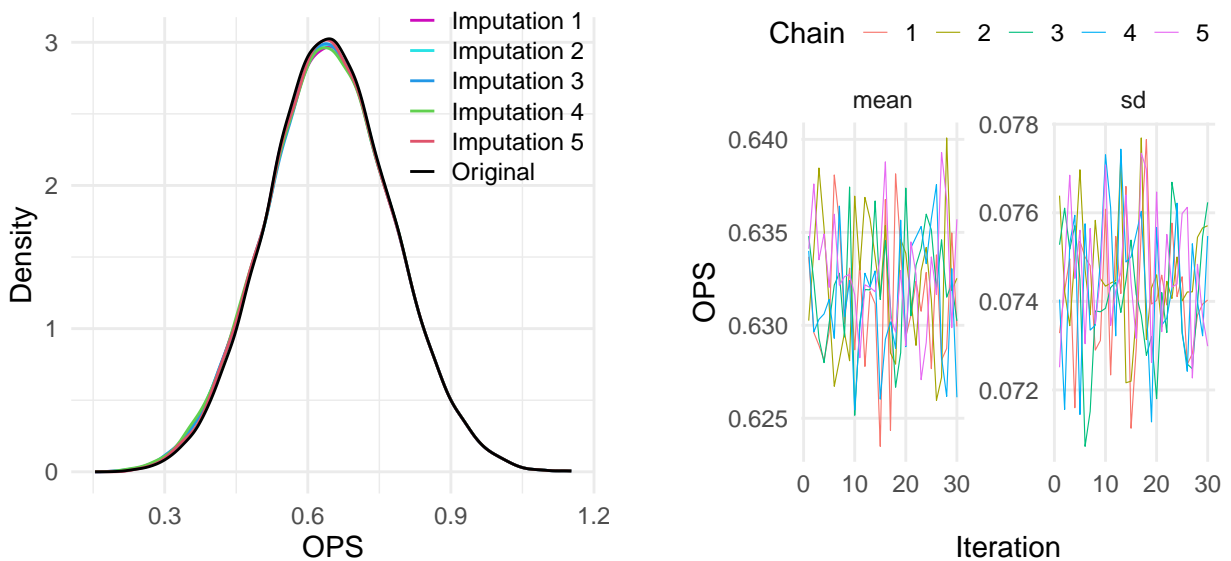 Imputation 1
Imputation 2
Imputation 3
Imputation 4
Imputation 5
Original
Density
3
2
1
0
0.3 0.6 0.9 1.2
OPS
Chain 1 2 3 4 5
mean sd
OPS
0.640
0.635
0.630
0.625
0.078
0.076
0.074
0.072
0 10 20 30 0 10 20 30
Iteration